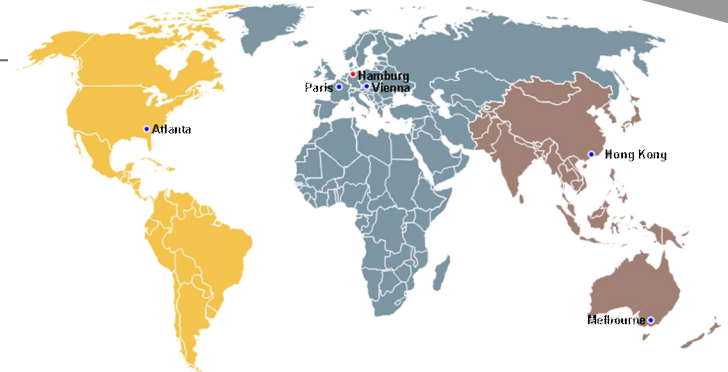 Hamburg
Paris
Vienna
Atlanta
Hong Kong
Melbourne